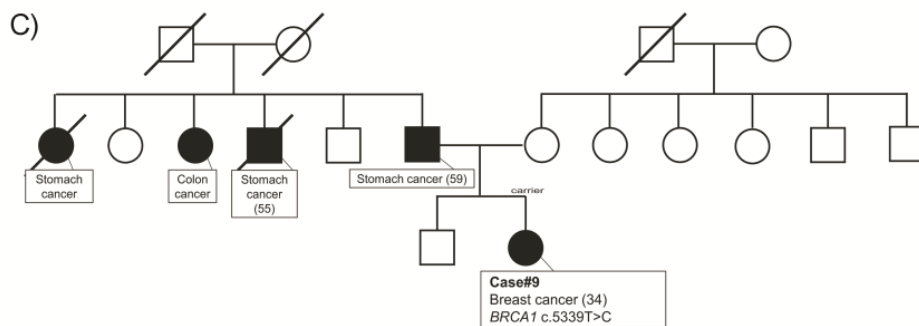 C)
Stomach
cancer
Colon
cancer
Stomach
cancer
(55)
Stomach cancer (59)
carrier
Case#9
Breast cancer (34)
BRCA1 c.5339T>C